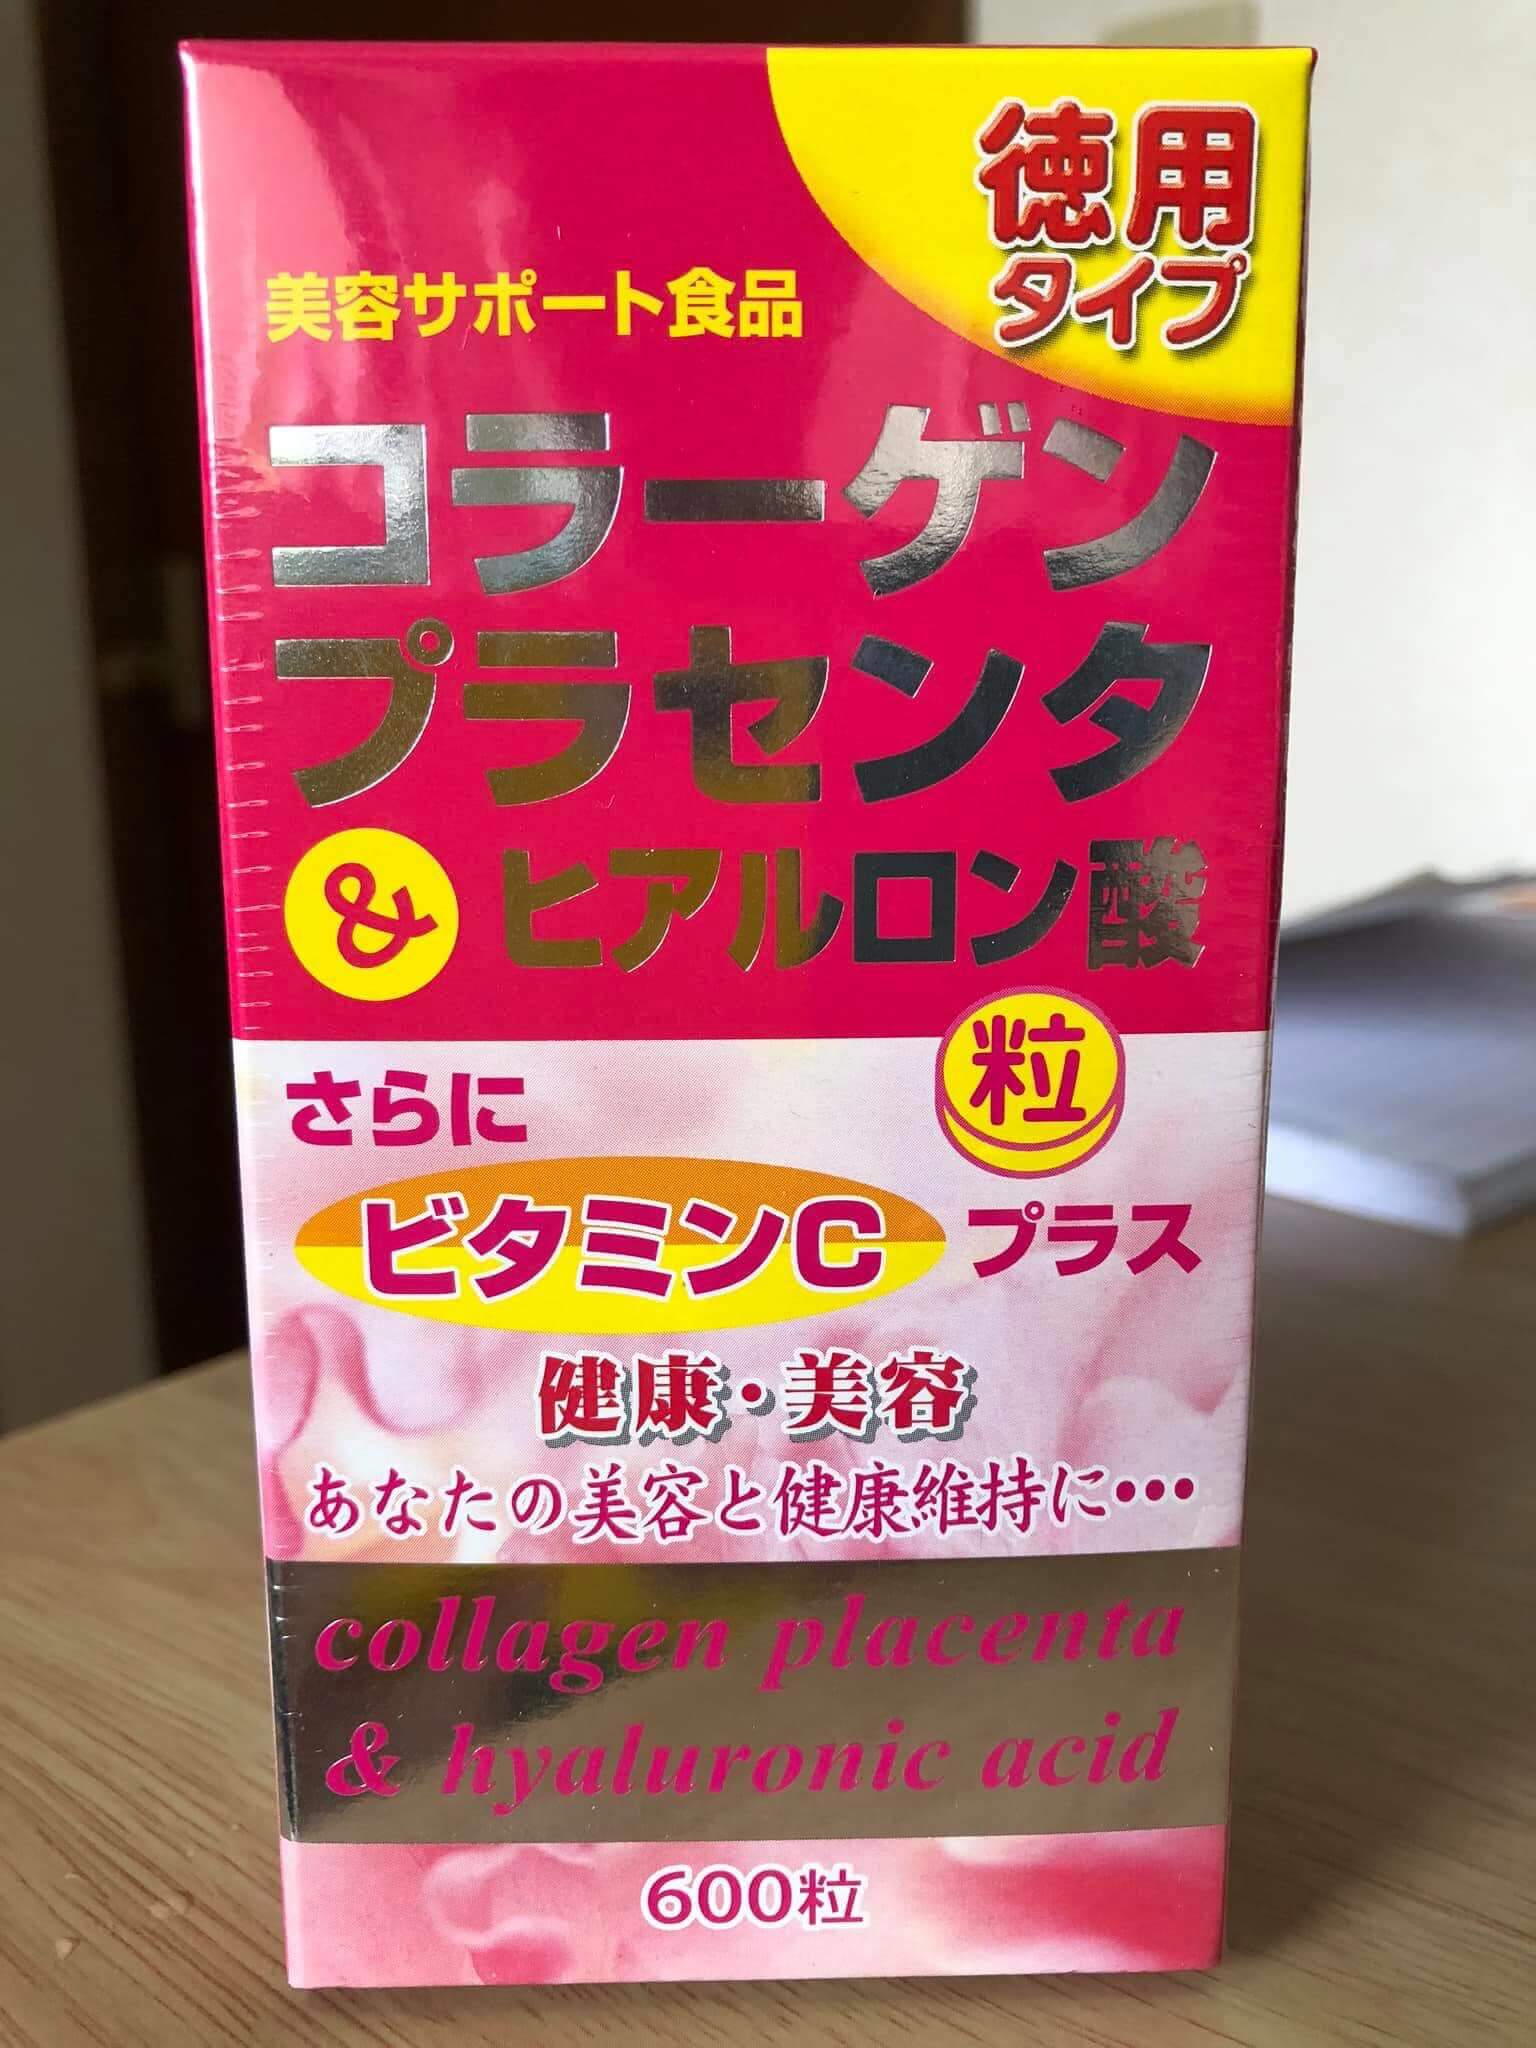 徳用
タイプ
美容サポート食品
コラーゲン
プラセンタ
& ヒアルロン酸
粒
さらに
ビタミンC プラス
健康・美容
あなたの美容と健康維持に・・・
collagen placenta
& hyaluronic acid
600粒